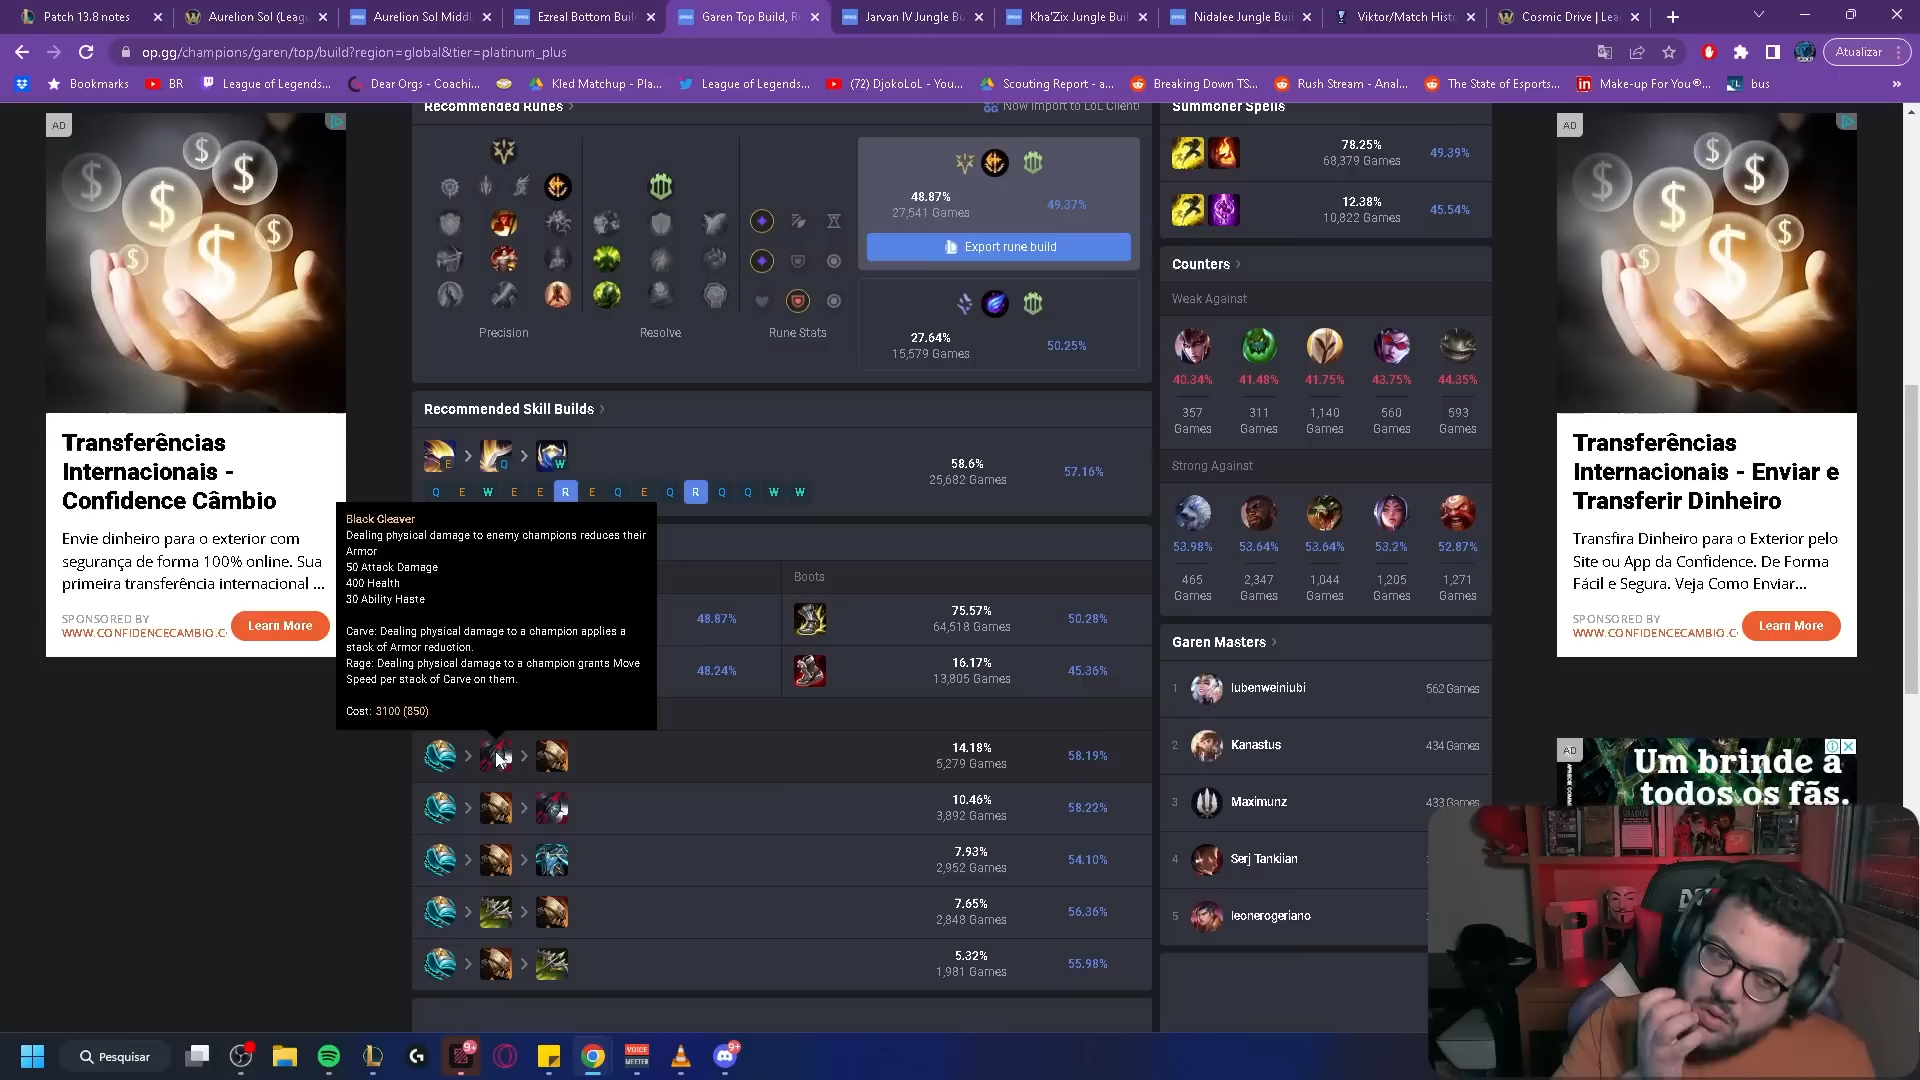 Patch 13.8 notes
Aurelion Sol (Leag
Aurelion Sol Middl
Ezreal Bottom Buil
Garen Top Build, R
Jarvan IV Jungle Bu
Kha'Zix Jungle Buil
Nidalee Jungle Buil
Viktor/Match Histo
Cosmic Drive | Lea
op.gg/champions/garen/top/build?region=global&tier=platinum_plus
Atualizar
Bookmarks
BR
League of Legends...
Dear Orgs - Coachi...
Kled Matchup - Pla...
League of Legends...
(72) DjokoLoL - You...
Scouting Report - a...
Breaking Down TS...
Rush Stream - Anal...
The State of Esports...
Make-up For You®...
bus
AD
Transferências
Internacionais -
Confidence Câmbio
Envie dinheiro para o exterior com
segurança de forma 100% online. Sua
primeira transferência internacional ...
SPONSORED BY
WWW.CONFIDENCECAMBIO.C
Learn More
Recommended Runes
Now Import to LoL Client!
Precision
Resolve
Rune Stats
48.87%
27,541 Games
49.37%
Export rune build
27.64%
15,579 Games
50.25%
Recommended Skill Builds
E
Q
W
58.6%
25,682 Games
57.16%
Q E W E E R E Q E Q R Q Q W W
Black Cleaver
Dealing physical damage to enemy champions reduces their
Armor
50 Attack Damage
400 Health
30 Ability Haste
Carve: Dealing physical damage to a champion applies a
stack of Armor reduction.
Rage: Dealing physical damage to a champion grants Move
Speed per stack of Carve on them.
Cost: 3100 (850)
48.87%
48.24%
Boots
75.57%
64,518 Games
50.28%
16.17%
13,805 Games
45.36%
14.18%
5,279 Games
58.19%
10.46%
3,892 Games
58.22%
7.93%
2,952 Games
54.10%
7.65%
2,848 Games
56.36%
5.32%
1,981 Games
55.98%
Summoner Spells
78.25%
68,379 Games
49.39%
12.38%
10,822 Games
45.54%
Counters
Weak Against
40.34% 41.48% 41.75% 43.75% 44.35%
357 311 1,140 560 593
Games Games Games Games Games
Strong Against
53.98% 53.64% 53.64% 53.2% 52.87%
465 2,347 1,044 1,205 1,271
Games Games Games Games Games
Garen Masters
1 lubenweiniubi 562 Games
2 Kanastus 434 Games
3 Maximunz 433 Games
4 Serj Tankiian
5 leonerogeriano
AD
Transferências
Internacionais - Enviar e
Transferir Dinheiro
Transfira Dinheiro para o Exterior pelo
Site ou App da Confidence. De Forma
Fácil e Segura. Veja Como Enviar...
SPONSORED BY
WWW.CONFIDENCECAMBIO.C
Learn More
AD
Um brinde a
todos os fãs.
Pesquisar
9+
VOICE
MEETER
9+